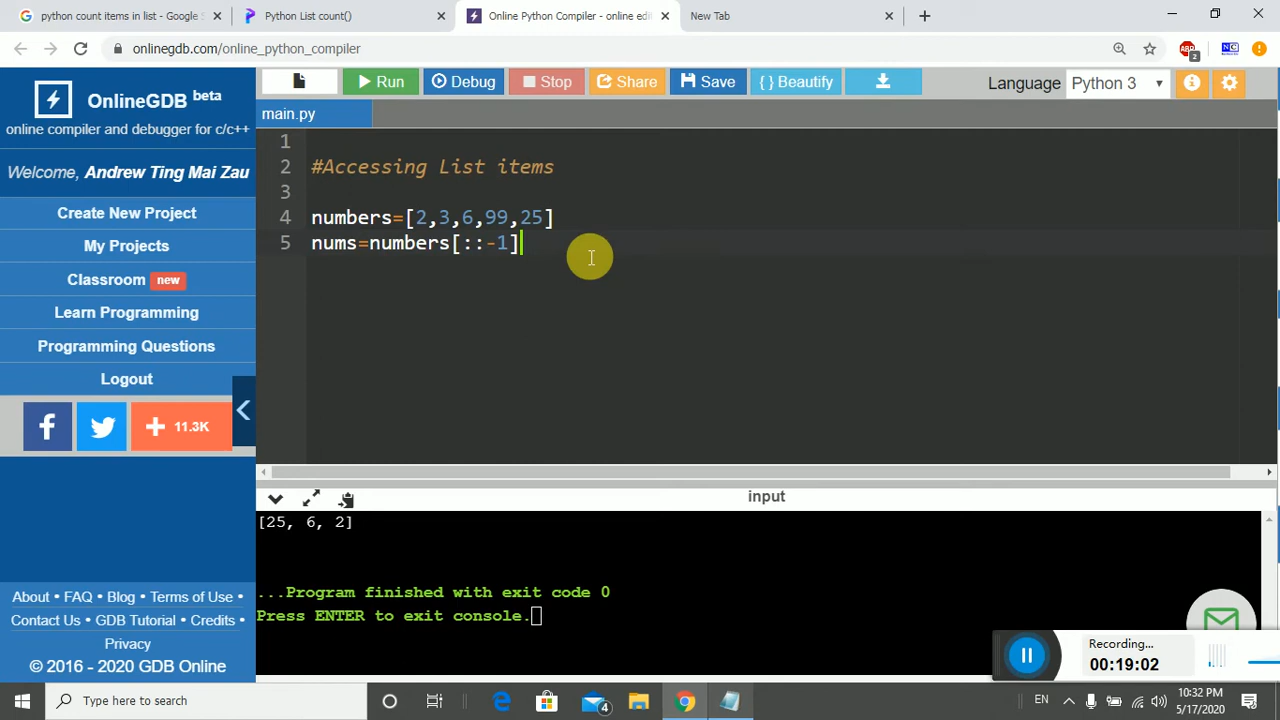 python count items in list - Google S
Python List count()
Online Python Compiler - online edi
New Tab
onlinegdb.com/online_python_compiler
ABP
2
NC
OnlineGDB beta
online compiler and debugger for c/c++
Welcome, Andrew Ting Mai Zau
Create New Project
My Projects
Classroom new
Learn Programming
Programming Questions
Logout
11.3K
About • FAQ • Blog • Terms of Use •
Contact Us • GDB Tutorial • Credits •
Privacy
© 2016 - 2020 GDB Online
Run
Debug
Stop
Share
Save
{ } Beautify
Language Python 3
main.py
1
2 #Accessing List items
3
4 numbers=[2,3,6,99,25]
5 nums=numbers[::-1]
input
[25, 6, 2]
...Program finished with exit code 0
Press ENTER to exit console.
Recording...
00:19:02
Type here to search
4
EN
10:32 PM
5/17/2020